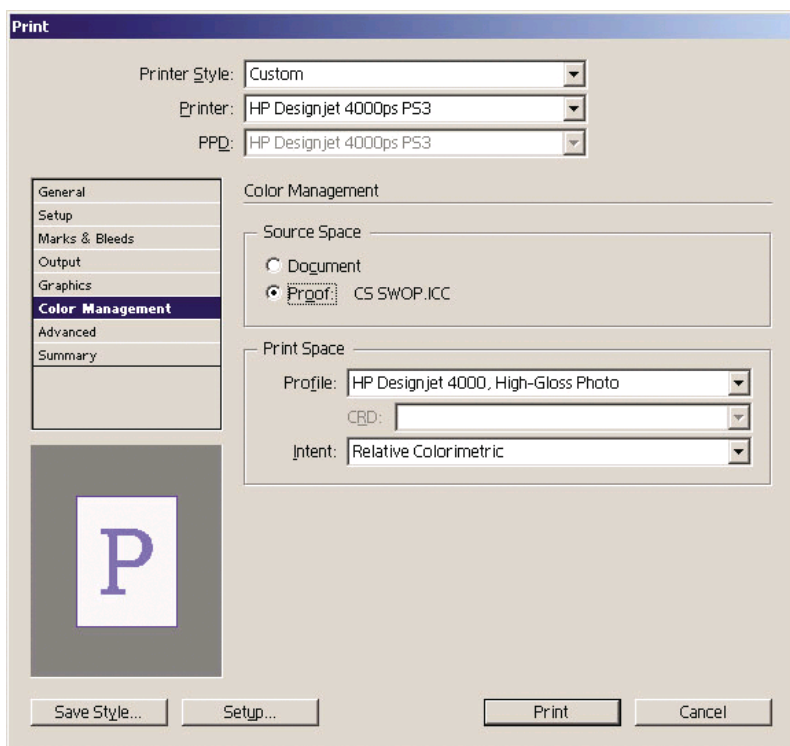 Print
Printer Style: Custom
Printer: HP Designjet 4000ps PS3
PPD: HP Designjet 4000ps PS3
General
Setup
Marks & Bleeds
Output
Graphics
Color Management
Advanced
Summary
Color Management
Source Space
Document
Proof: CS SWOP.ICC
Print Space
Profile: HP Designjet 4000, High-Gloss Photo
CRD:
Intent: Relative Colorimetric
P
Save Style...
Setup...
Print
Cancel